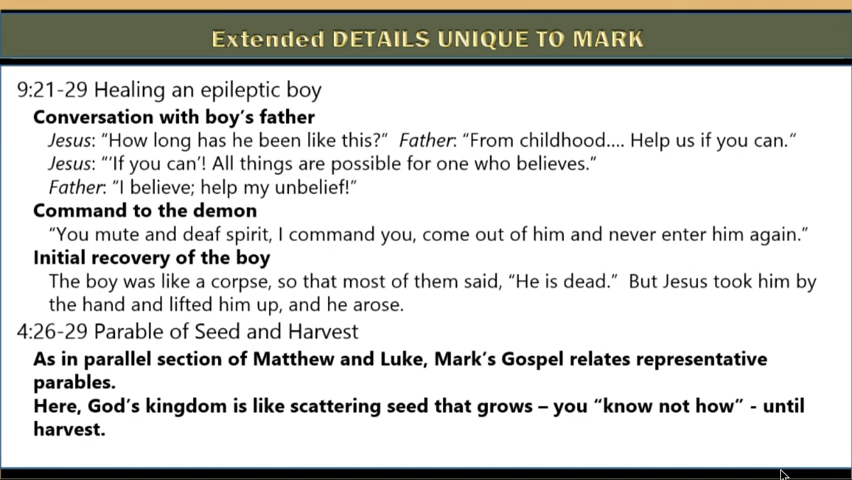 Extended DETAILS UNIQUE TO MARK
9:21-29 Healing an epileptic boy
Conversation with boy's father
Jesus: "How long has he been like this?" Father: "From childhood.... Help us if you can."
Jesus: "'If you can'! All things are possible for one who believes."
Father: "I believe; help my unbelief!"
Command to the demon
"You mute and deaf spirit, I command you, come out of him and never enter him again."
Initial recovery of the boy
The boy was like a corpse, so that most of them said, "He is dead." But Jesus took him by
the hand and lifted him up, and he arose.
4:26-29 Parable of Seed and Harvest
As in parallel section of Matthew and Luke, Mark's Gospel relates representative
parables.
Here, God's kingdom is like scattering seed that grows – you "know not how" - until
harvest.